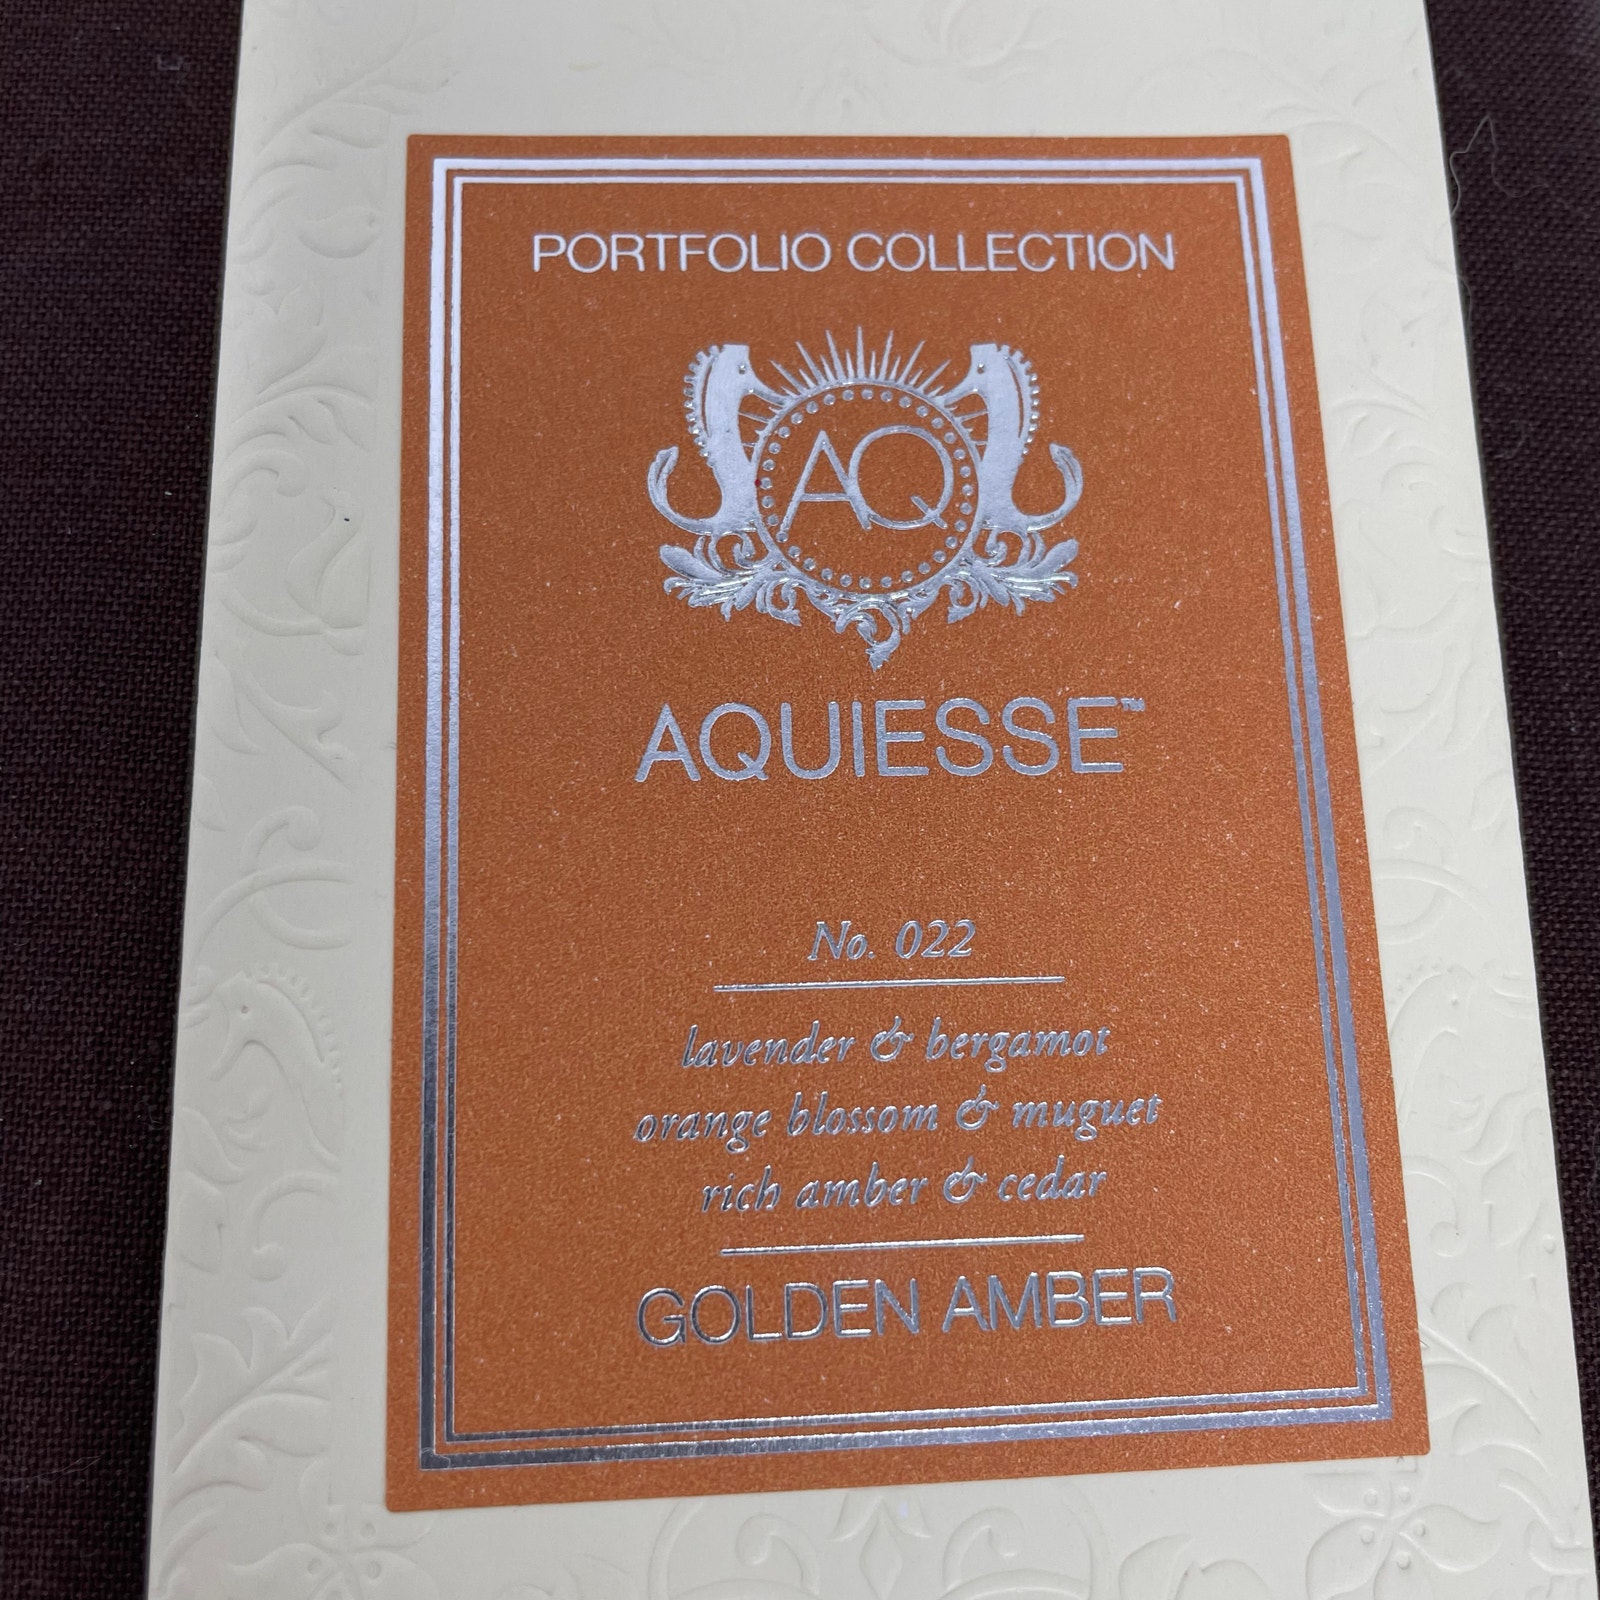 PORTFOLIO COLLECTION
AQ
AQUIESSE™
No. 022
lavender & bergamot
orange blossom & muguet
rich amber & cedar
GOLDEN AMBER